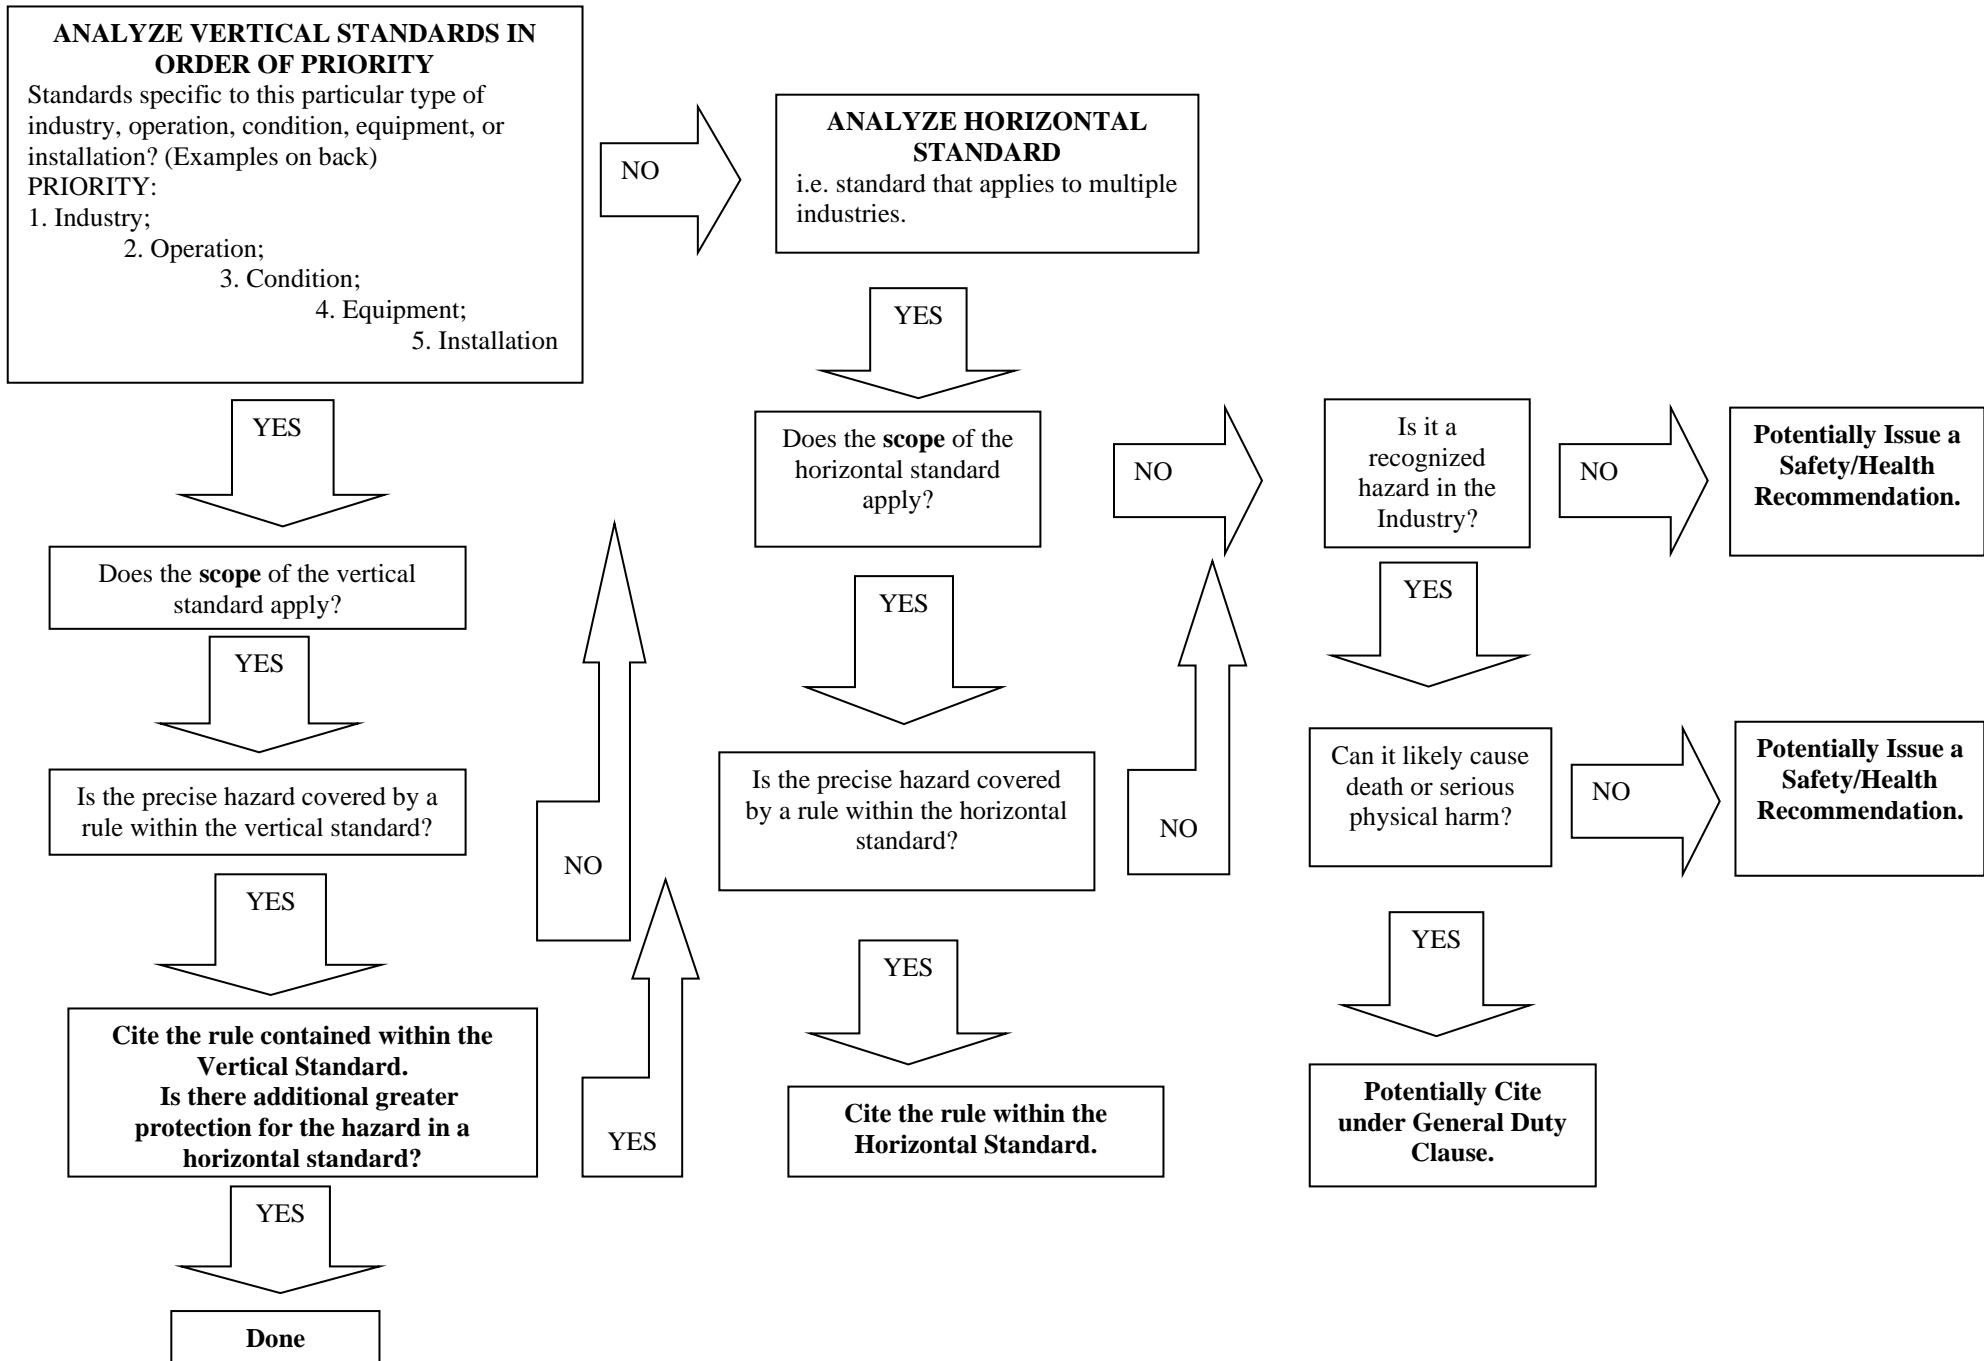 ANALYZE VERTICAL STANDARDS IN
ORDER OF PRIORITY
Standards specific to this particular type of
industry, operation, condition, equipment, or
installation? (Examples on back)
PRIORITY:
1. Industry;
2. Operation;
3. Condition;
4. Equipment;
5. Installation
NO
ANALYZE HORIZONTAL
STANDARD
i.e. standard that applies to multiple
industries.
YES
YES
Does the scope of the vertical
standard apply?
Does the scope of the
horizontal standard
apply?
NO
Is it a
recognized
hazard in the
Industry?
NO
Potentially Issue a
Safety/Health
Recommendation.
YES
YES
YES
Is the precise hazard covered by a
rule within the vertical standard?
NO
Is the precise hazard covered
by a rule within the horizontal
standard?
NO
Can it likely cause
death or serious
physical harm?
NO
Potentially Issue a
Safety/Health
Recommendation.
YES
YES
YES
Cite the rule contained within the
Vertical Standard.
Is there additional greater
protection for the hazard in a
horizontal standard?
YES
Cite the rule within the
Horizontal Standard.
Potentially Cite
under General Duty
Clause.
YES
Done